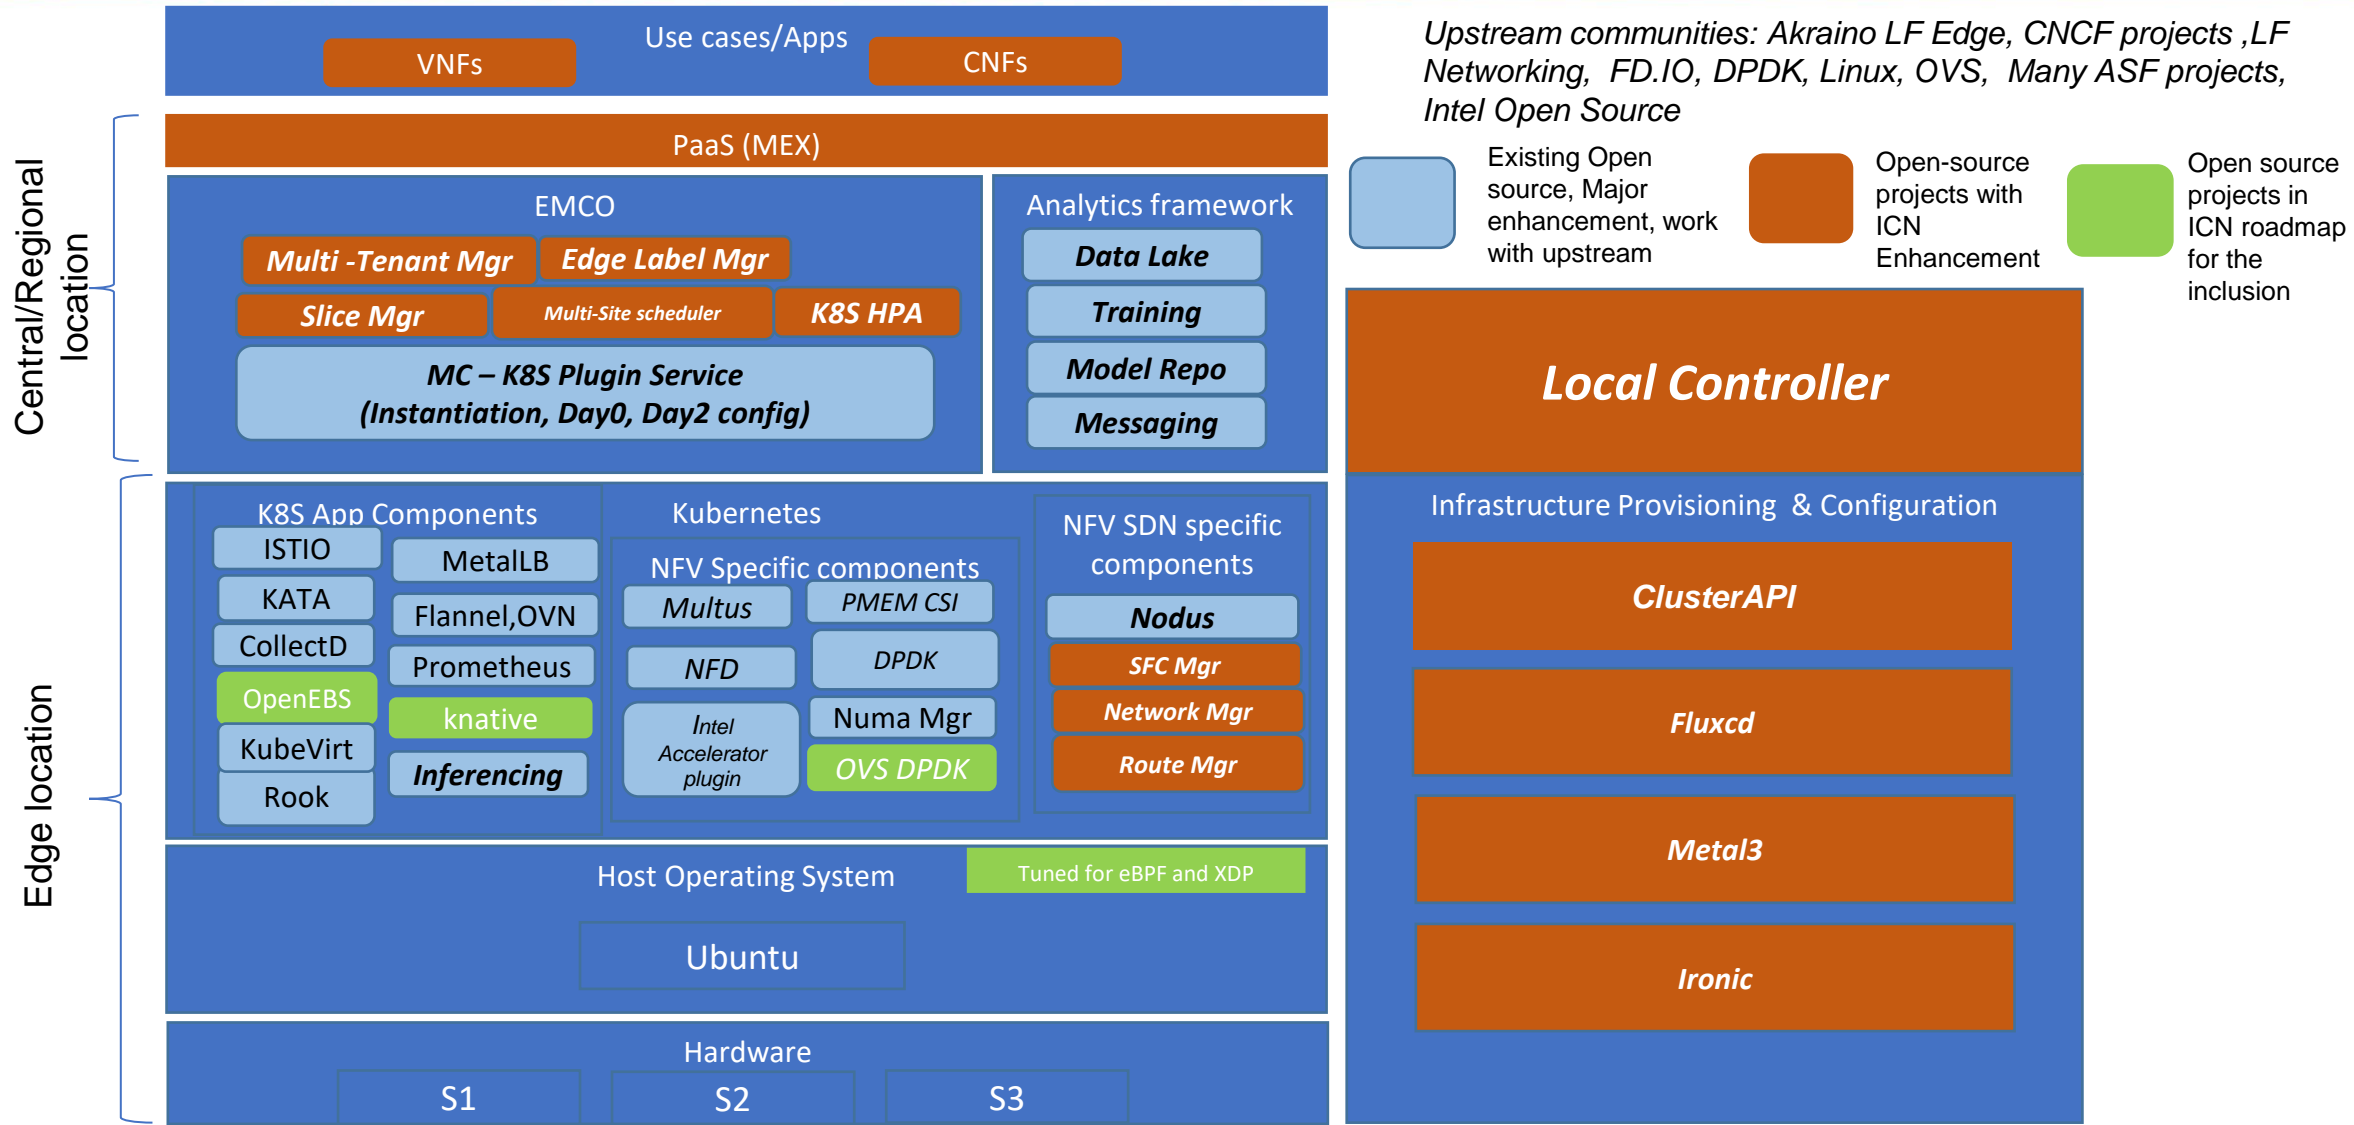 Use cases/Apps
VNFs
CNFs
Upstream communities: Akraino LF Edge, CNCF projects ,LF
Networking, FD.IO, DPDK, Linux, OVS, Many ASF projects,
Intel Open Source
Existing Open
source, Major
enhancement, work
with upstream
Open-source
projects with
ICN
Enhancement
Open source
projects in
ICN roadmap
for the
inclusion
Central/Regional
location
PaaS (MEX)
EMCO
Multi -Tenant Mgr
Edge Label Mgr
Slice Mgr
Multi-Site scheduler
K8S HPA
MC – K8S Plugin Service
(Instantiation, Day0, Day2 config)
Analytics framework
Data Lake
Training
Model Repo
Messaging
Local Controller
Edge location
K8S App Components
ISTIO
KATA
CollectD
OpenEBS
KubeVirt
Rook
MetalLB
Flannel,OVN
Prometheus
knative
Inferencing
Kubernetes
NFV Specific components
Multus
NFD
Intel
Accelerator
plugin
PMEM CSI
DPDK
Numa Mgr
OVS DPDK
NFV SDN specific
components
Nodus
SFC Mgr
Network Mgr
Route Mgr
Infrastructure Provisioning & Configuration
ClusterAPI
Fluxcd
Metal3
Ironic
Host Operating System
Tuned for eBPF and XDP
Ubuntu
Hardware
S1
S2
S3